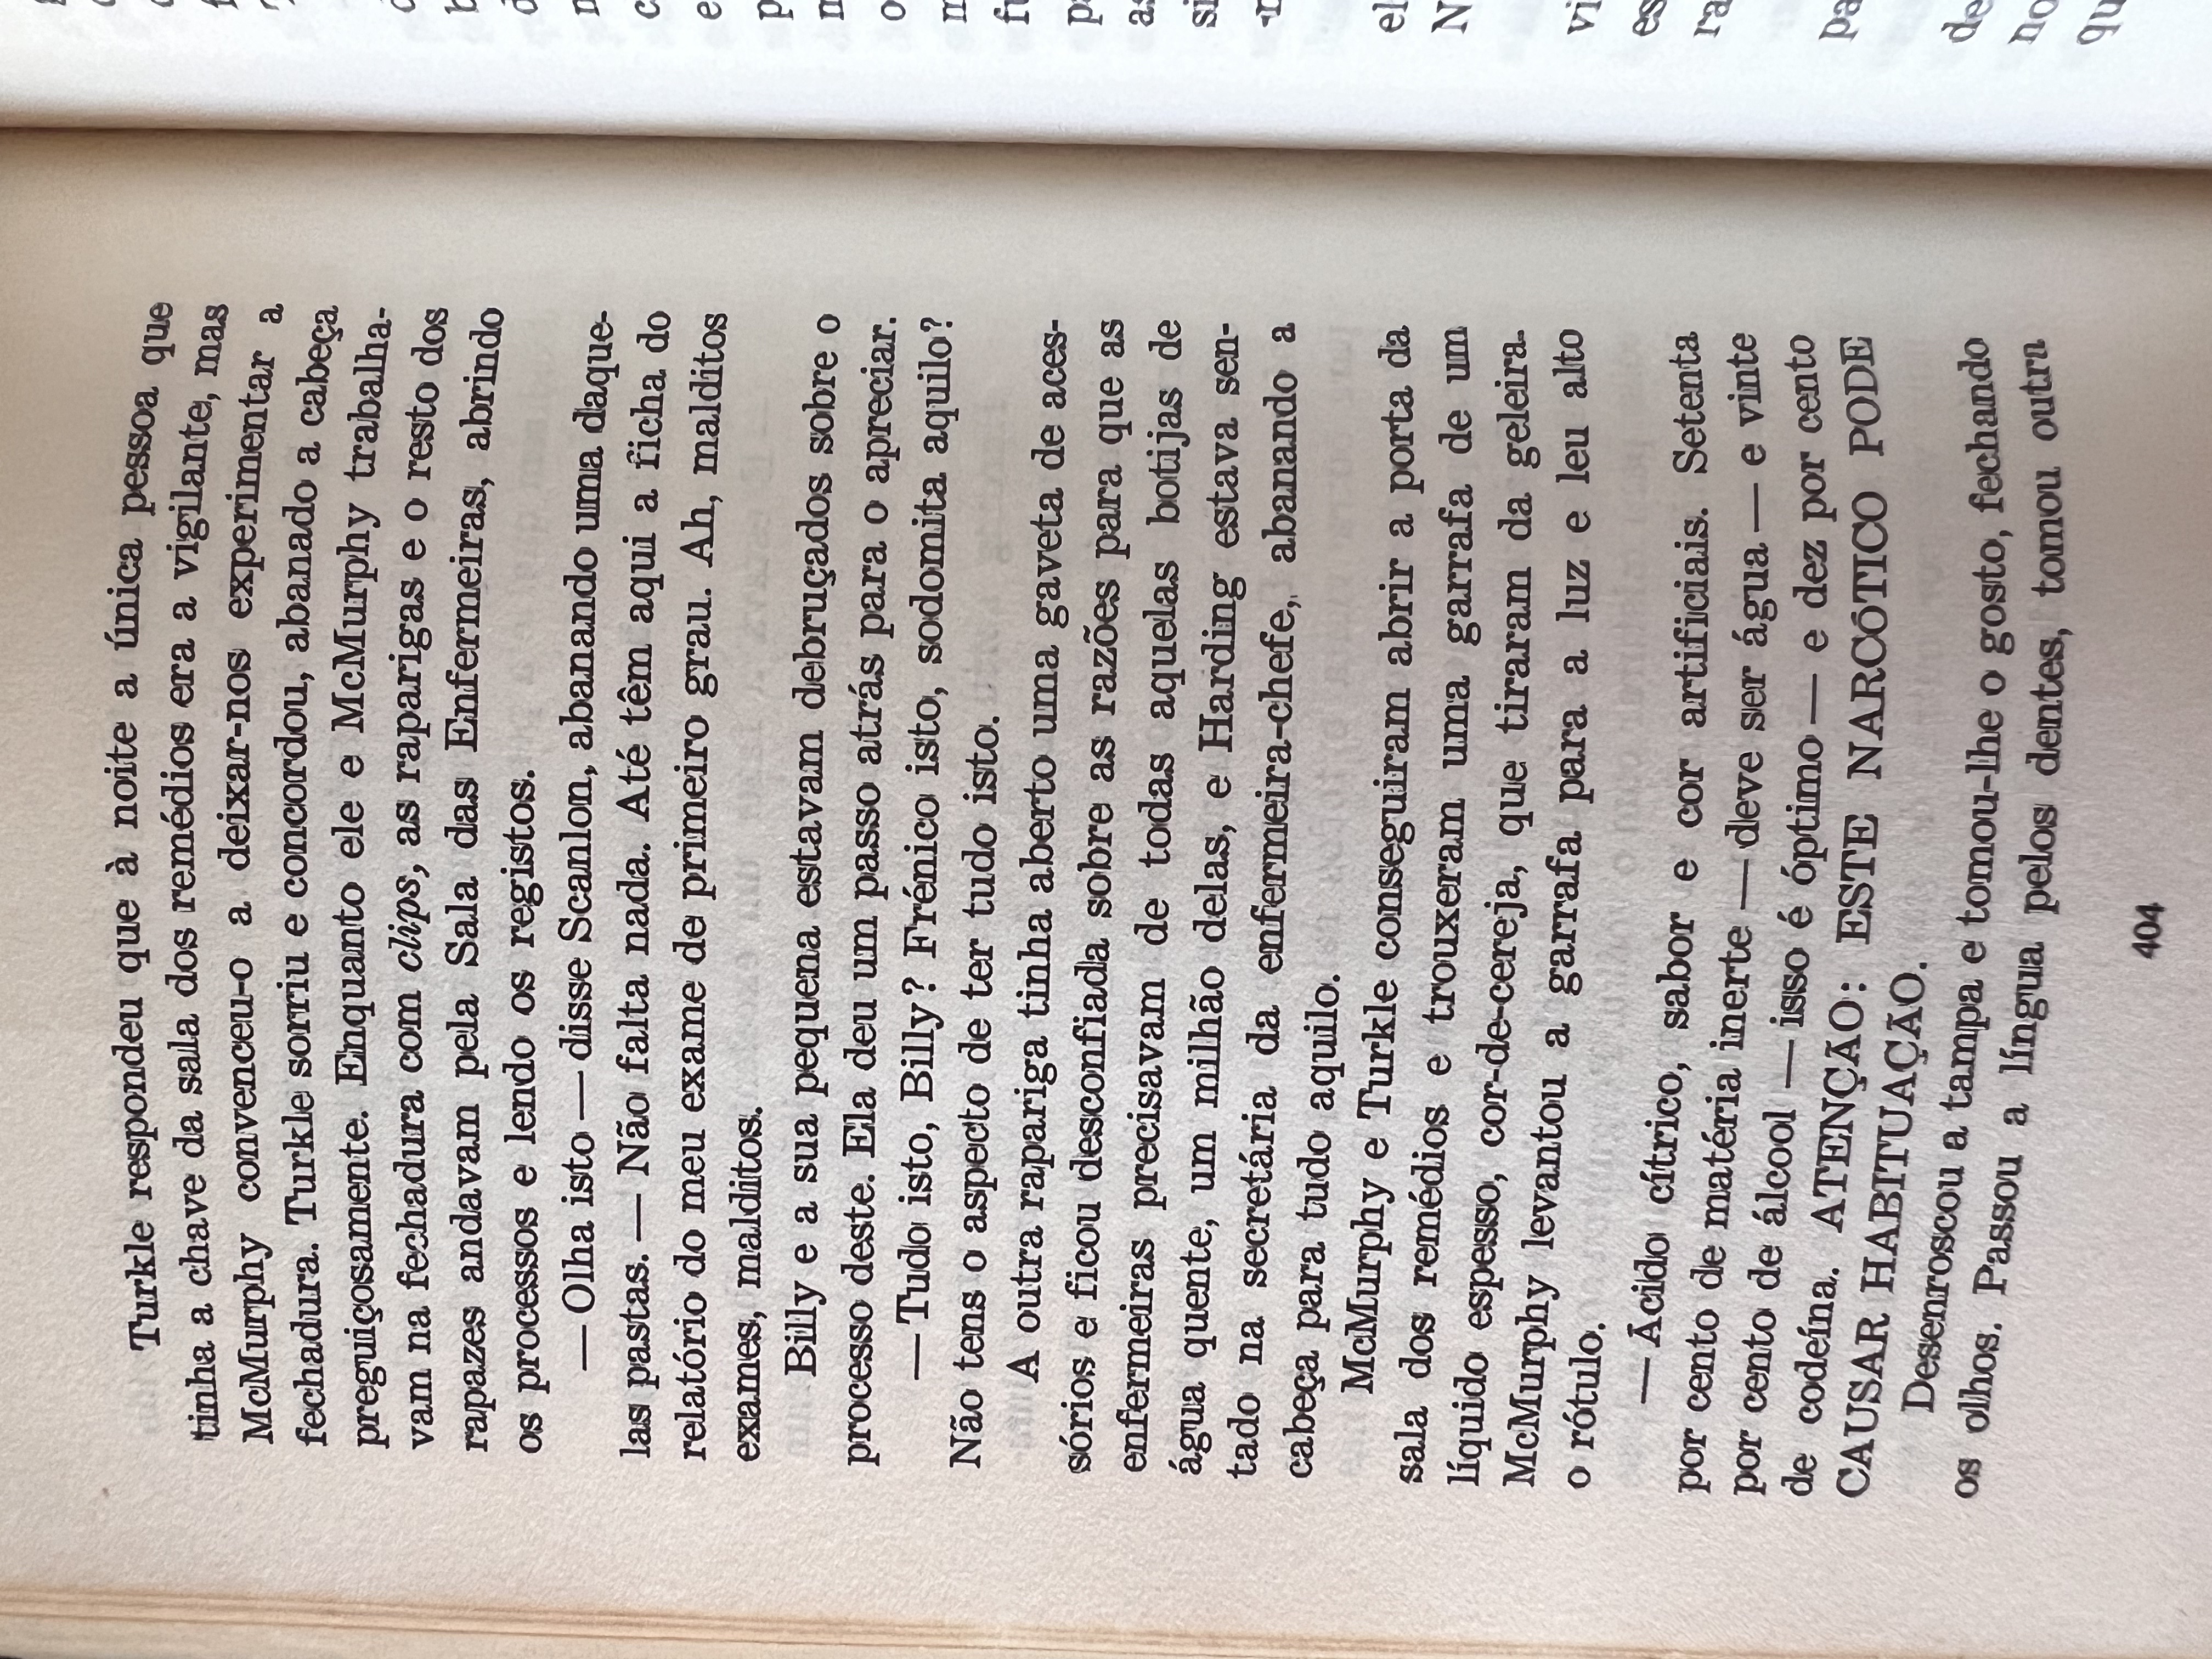 Turkle respondeu que à noite a única pessoa que
tinha a chave da sala dos remédios era a vigilante, mas
McMurphy convenceu-o a deixar-nos experimentar a
fechadura. Turkle sorriu e concordou, abanado a cabeça
preguiçosamente. Enquanto ele e McMurphy trabalha-
vam na fechadura com clips, as raparigas e o resto dos
rapazes andavam pela Sala das Enfermeiras, abrindo
os processos e lendo os registos.
— Olha isto — disse Scanlon, abanando uma daque-
las pastas. — Não falta nada. Até têm aqui a ficha do
relatório do meu exame de primeiro grau. Ah, malditos
exames, malditos.
Billy e a sua pequena estavam debruçados sobre o
processo deste. Ela deu um passo atrás para o apreciar.
— Tudo isto, Billy? Frénico isto, sodomita aquilo?
Não tens o aspecto de ter tudo isto.
A outra rapariga tinha aberto uma gaveta de aces-
sórios e ficou desconfiada sobre as razões para que as
enfermeiras precisavam de todas aquelas botijas de
água quente, um milhão delas, e Harding estava sen-
tado na secretária da enfermeira-chefe, abanando a
cabeça para tudo aquilo.
McMurphy e Turkle conseguiram abrir a porta da
sala dos remédios e trouxeram uma garrafa de um
líquido espesso, cor-de-cereja, que tiraram da geleira.
McMurphy levantou a garrafa para a luz e leu alto
o rótulo.
— Ácido cítrico, sabor e cor artificiais. Setenta
por cento de matéria inerte — deve ser água — e vinte
por cento de álcool — isso é óptimo — e dez por cento
de codeína. ATENÇÃO: ESTE NARCÓTICO PODE
CAUSAR HABITUAÇÃO.
Desenroscou a tampa e tomou-lhe o gosto, fechando
os olhos. Passou a língua pelos dentes, tomou outra
404